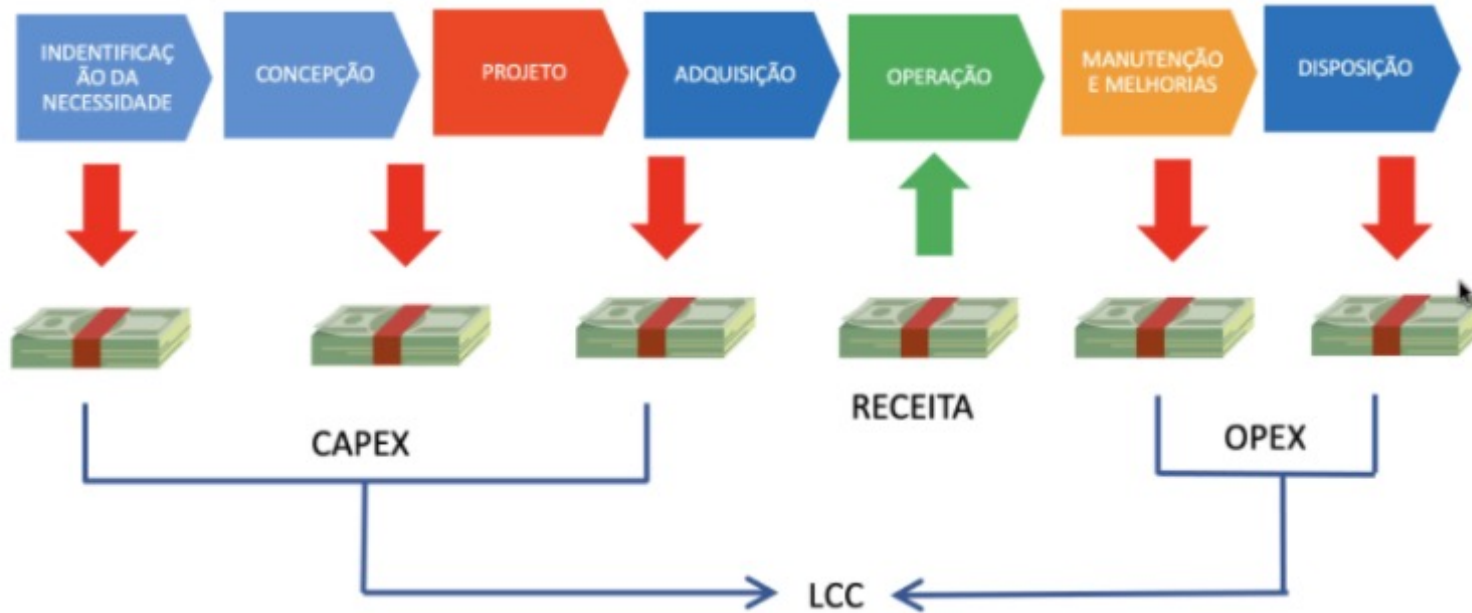 INDENTIFICAÇ
ÃO DA
NECESSIDADE
CONCEPÇÃO
PROJETO
ADQUISIÇÃO
OPERAÇÃO
MANUTENÇÃO
E MELHORIAS
DISPOSIÇÃO
RECEITA
CAPEX
OPEX
LCC